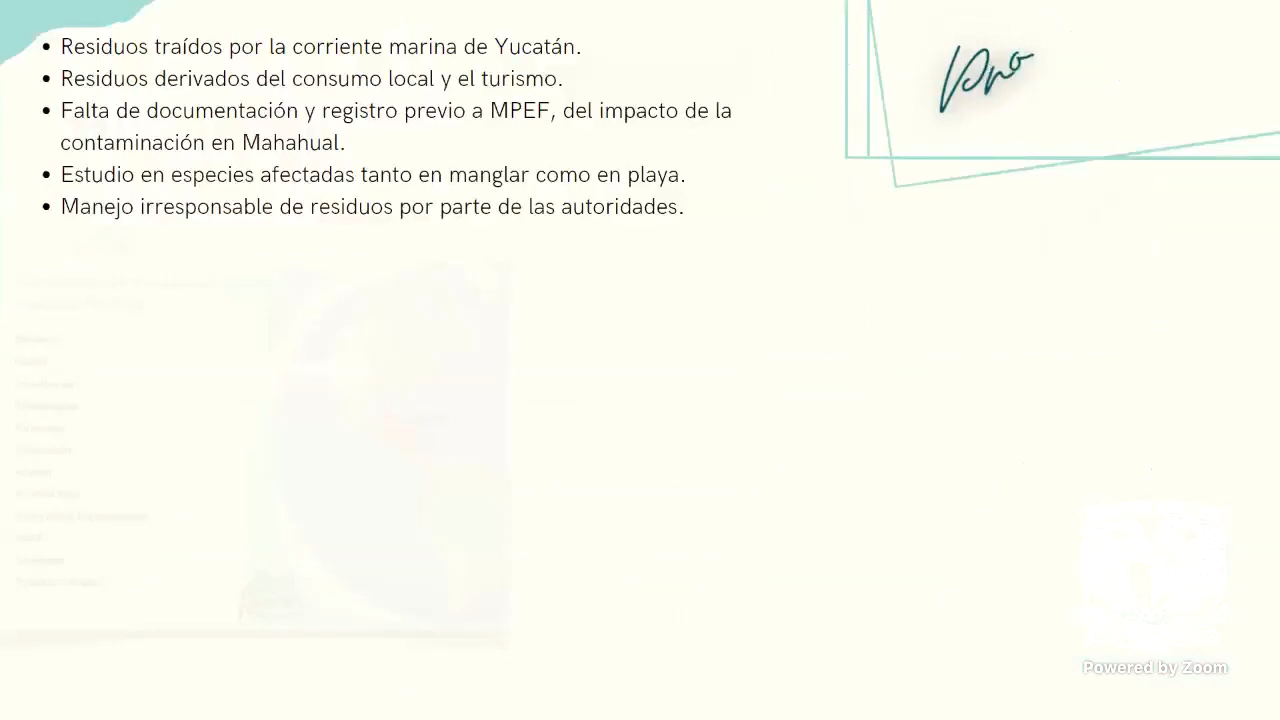 • Residuos traídos por la corriente marina de Yucatán.
• Residuos derivados del consumo local y el turismo.
• Falta de documentación y registro previo a MPEF, del impacto de la
contaminación en Mahahual.
• Estudio en especies afectadas tanto en manglar como en playa.
• Manejo irresponsable de residuos por parte de las autoridades.
Powered by Zoom